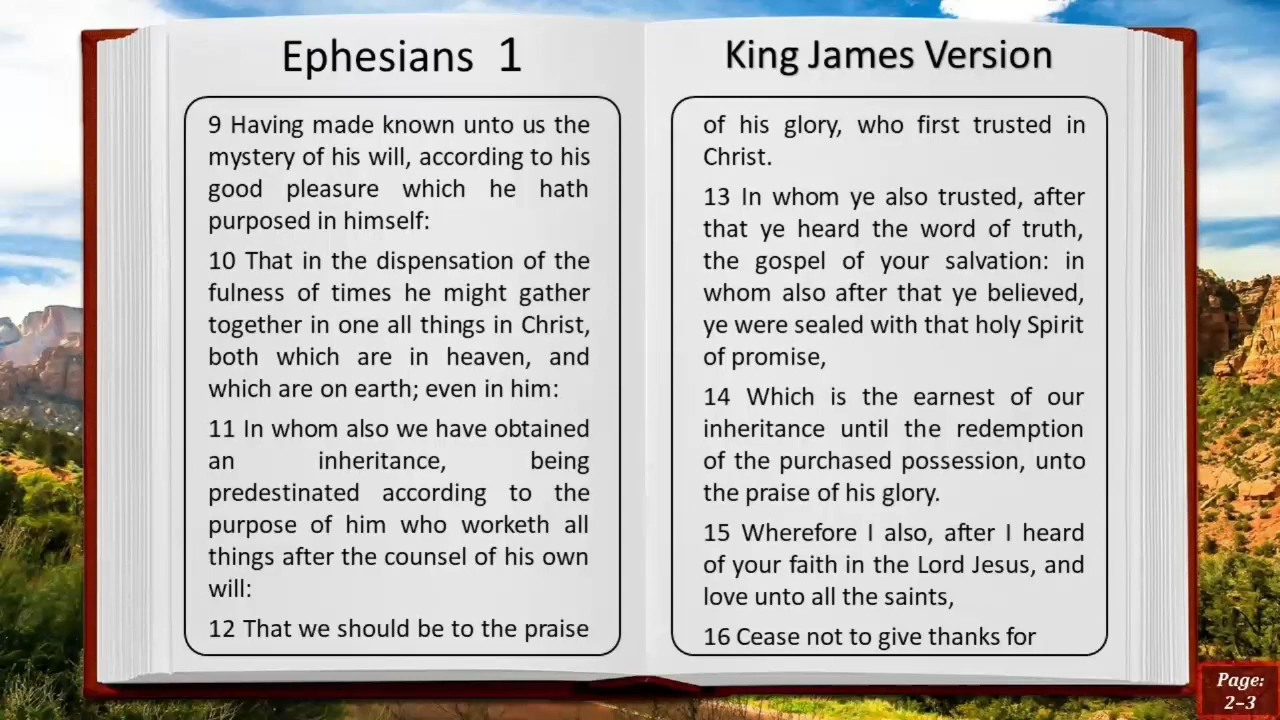 Ephesians 1
9 Having made known unto us the
mystery of his will, according to his
good pleasure which he hath
purposed in himself:
10 That in the dispensation of the
fulness of times he might gather
together in one all things in Christ,
both which are in heaven, and
which are on earth; even in him:
11 In whom also we have obtained
an inheritance, being
predestinated according to the
purpose of him who worketh all
things after the counsel of his own
will:
12 That we should be to the praise
King James Version
of his glory, who first trusted in
Christ.
13 In whom ye also trusted, after
that ye heard the word of truth,
the gospel of your salvation: in
whom also after that ye believed,
ye were sealed with that holy Spirit
of promise,
14 Which is the earnest of our
inheritance until the redemption
of the purchased possession, unto
the praise of his glory.
15 Wherefore I also, after I heard
of your faith in the Lord Jesus, and
love unto all the saints,
16 Cease not to give thanks for
Page:
2-3